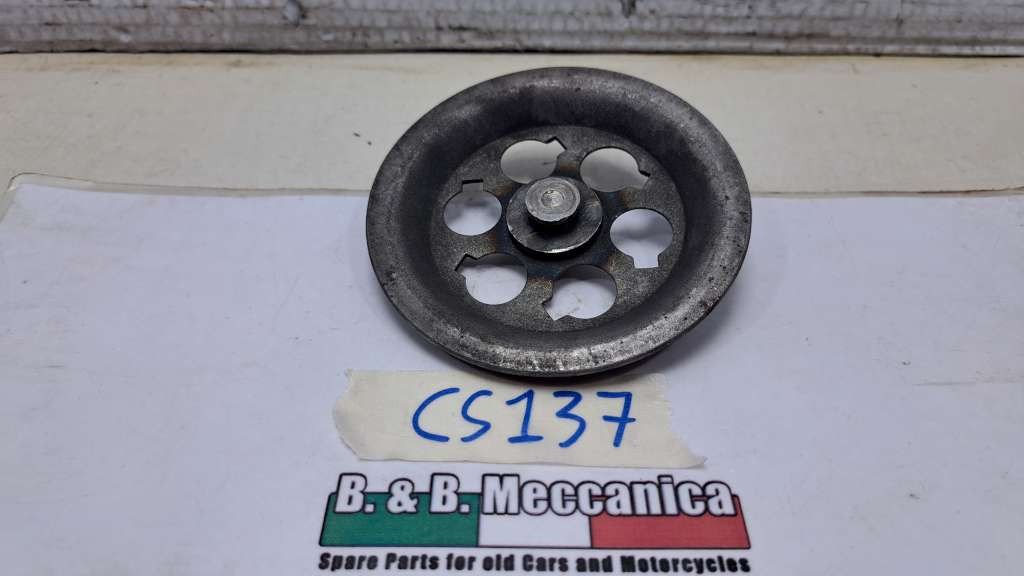 CS137
B. & B. Meccanica
Spare Parts for old Cars and Motorcycles